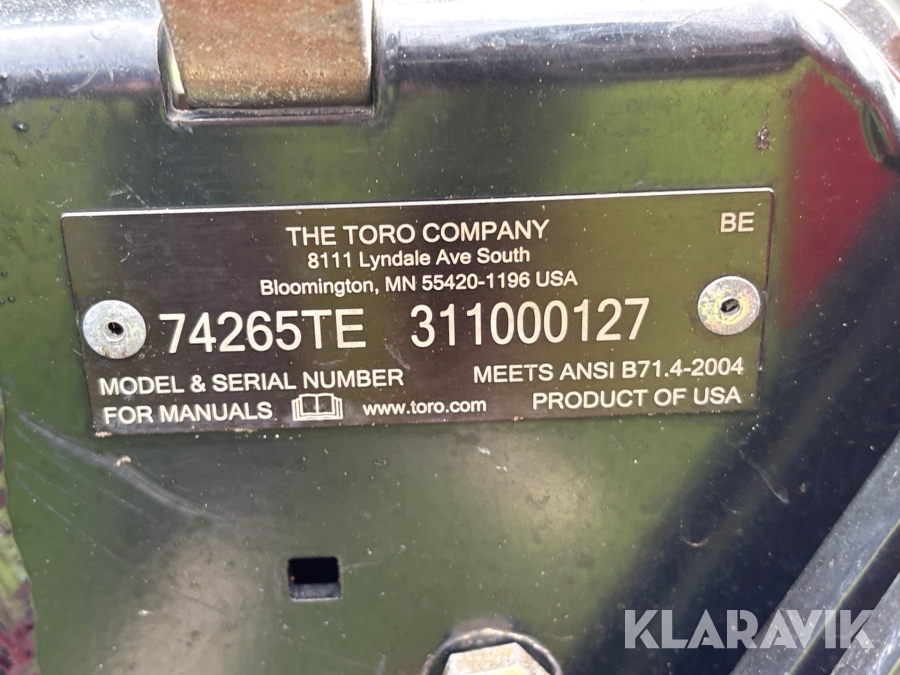 THE TORO COMPANY
BE
8111 Lyndale Ave South
Bloomington, MN 55420-1196 USA
74265TE 311000127
MODEL & SERIAL NUMBER
MEETS ANSI B71.4-2004
FOR MANUALS www.toro.com
PRODUCT OF USA
KLARAVIK